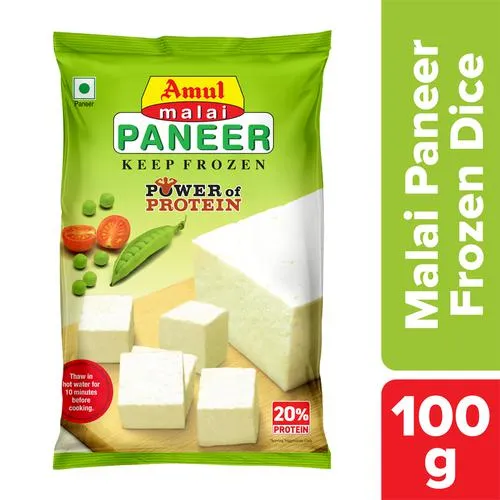 Paneer
Amul
malai
PANEER
KEEP FROZEN
POWER of
PROTEIN
Thaw in
hot water for
10 minutes
before
cooking.
20%
PROTEIN
Malai Paneer
Frozen Dice
100
g